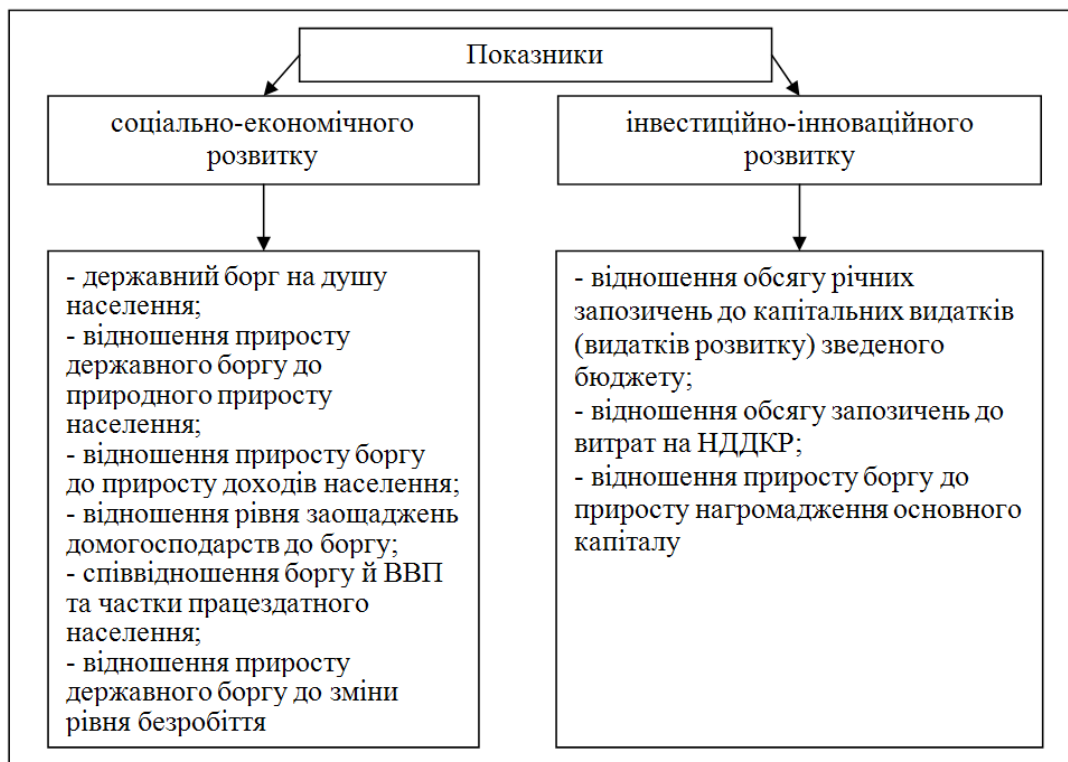 Показники
соціально-економічного
розвитку
інвестиційно-інноваційного
розвитку
- державний борг на душу
населення;
- відношення приросту
державного боргу до
природного приросту
населення;
- відношення приросту боргу
до приросту доходів населення;
- відношення рівня заощаджень
домогосподарств до боргу;
- співвідношення боргу й ВВП
та частки працездатного
населення;
- відношення приросту
державного боргу до зміни
рівня безробіття
- відношення обсягу річних
запозичень до капітальних видатків
(видатків розвитку) зведеного
бюджету;
- відношення обсягу запозичень до
витрат на НДДКР;
- відношення приросту боргу до
приросту нагромадження основного
капіталу